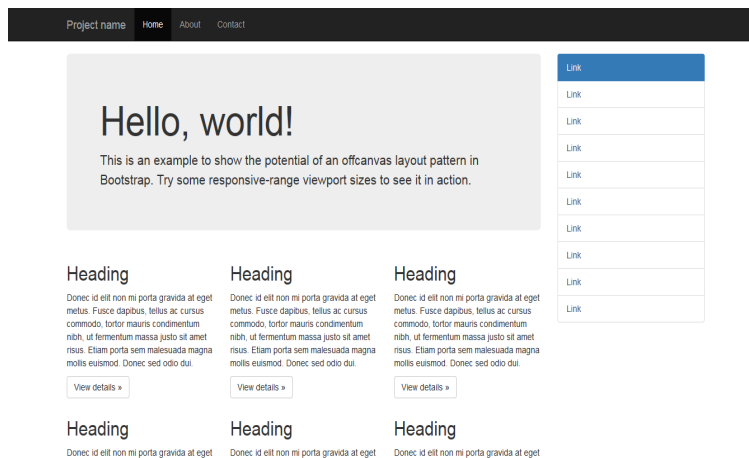 Project name Home About Contact
Hello, world!
This is an example to show the potential of an offcanvas layout pattern in
Bootstrap. Try some responsive-range viewport sizes to see it in action.
Link
Link
Link
Link
Link
Link
Link
Link
Link
Link
Heading
Donec id elit non mi porta gravida at eget
metus. Fusce dapibus, tellus ac cursus
commodo, tortor mauris condimentum
nibh, ut fermentum massa justo sit amet
risus. Etiam porta sem malesuada magna
mollis euismod. Donec sed odio dui.
View details »
Heading
Donec id elit non mi porta gravida at eget
metus. Fusce dapibus, tellus ac cursus
commodo, tortor mauris condimentum
nibh, ut fermentum massa justo sit amet
risus. Etiam porta sem malesuada magna
mollis euismod. Donec sed odio dui.
View details »
Heading
Donec id elit non mi porta gravida at eget
metus. Fusce dapibus, tellus ac cursus
commodo, tortor mauris condimentum
nibh, ut fermentum massa justo sit amet
risus. Etiam porta sem malesuada magna
mollis euismod. Donec sed odio dui.
View details »
Heading
Donec id elit non mi porta gravida at eget
Heading
Donec id elit non mi porta gravida at eget
Heading
Donec id elit non mi porta gravida at eget